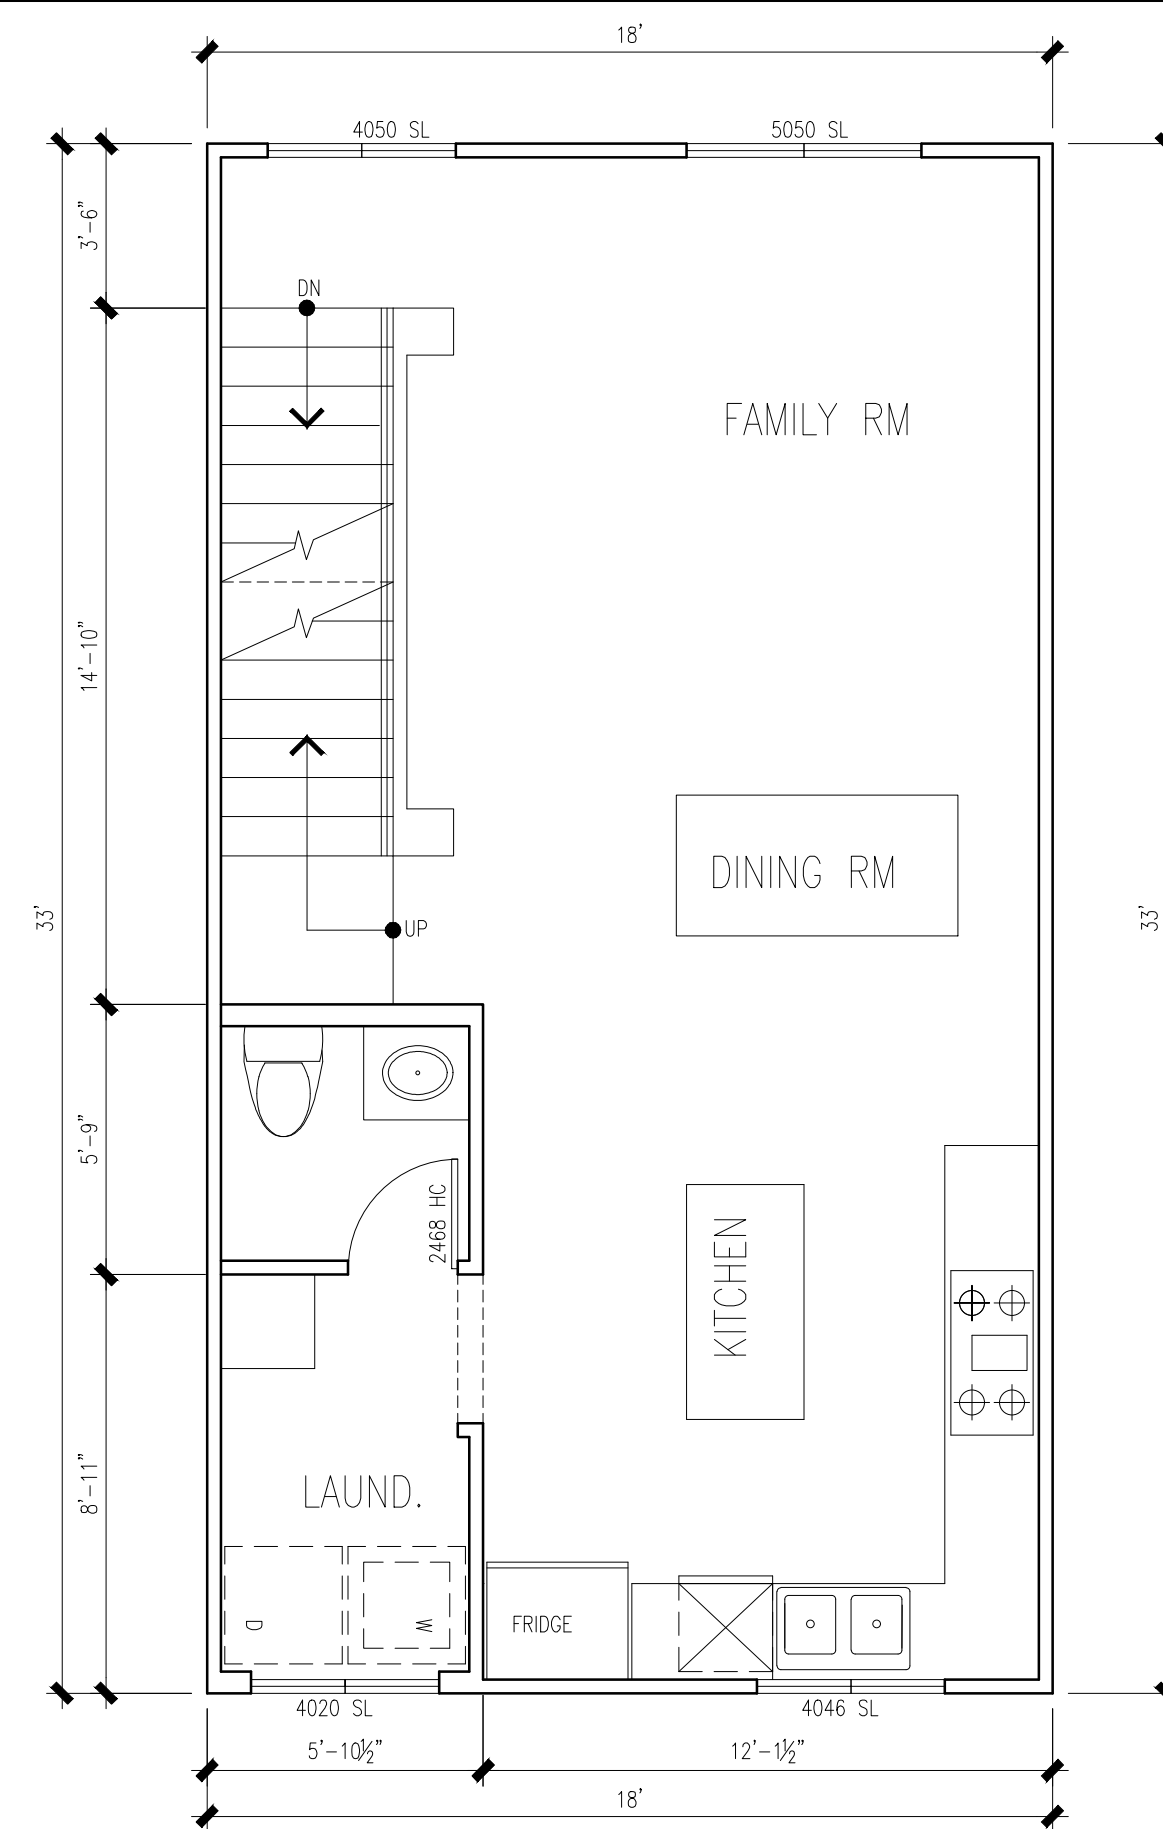 18'
4050 SL
5050 SL
3'-6"
DN
FAMILY RM
14'-10"
DINING RM
33'
33'
UP
5'-9"
2468 HC
KITCHEN
8'-11"
LAUND.
D
W
FRIDGE
4020 SL
4046 SL
5'-10½"
12'-1½"
18'